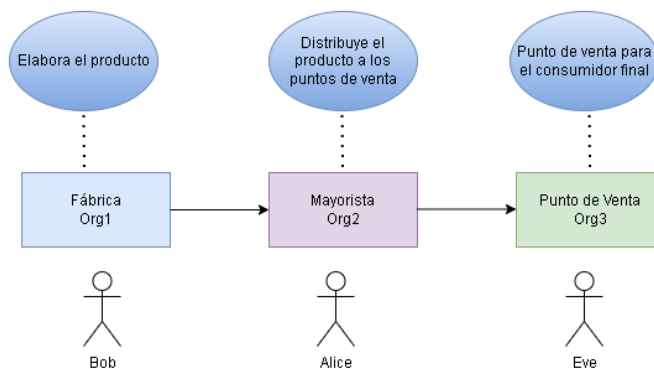 Elabora el producto
Distribuye el
producto a los
puntos de venta
Punto de venta para
el consumidor final
Fábrica
Org1
Mayorista
Org2
Punto de Venta
Org3
Bob
Alice
Eve